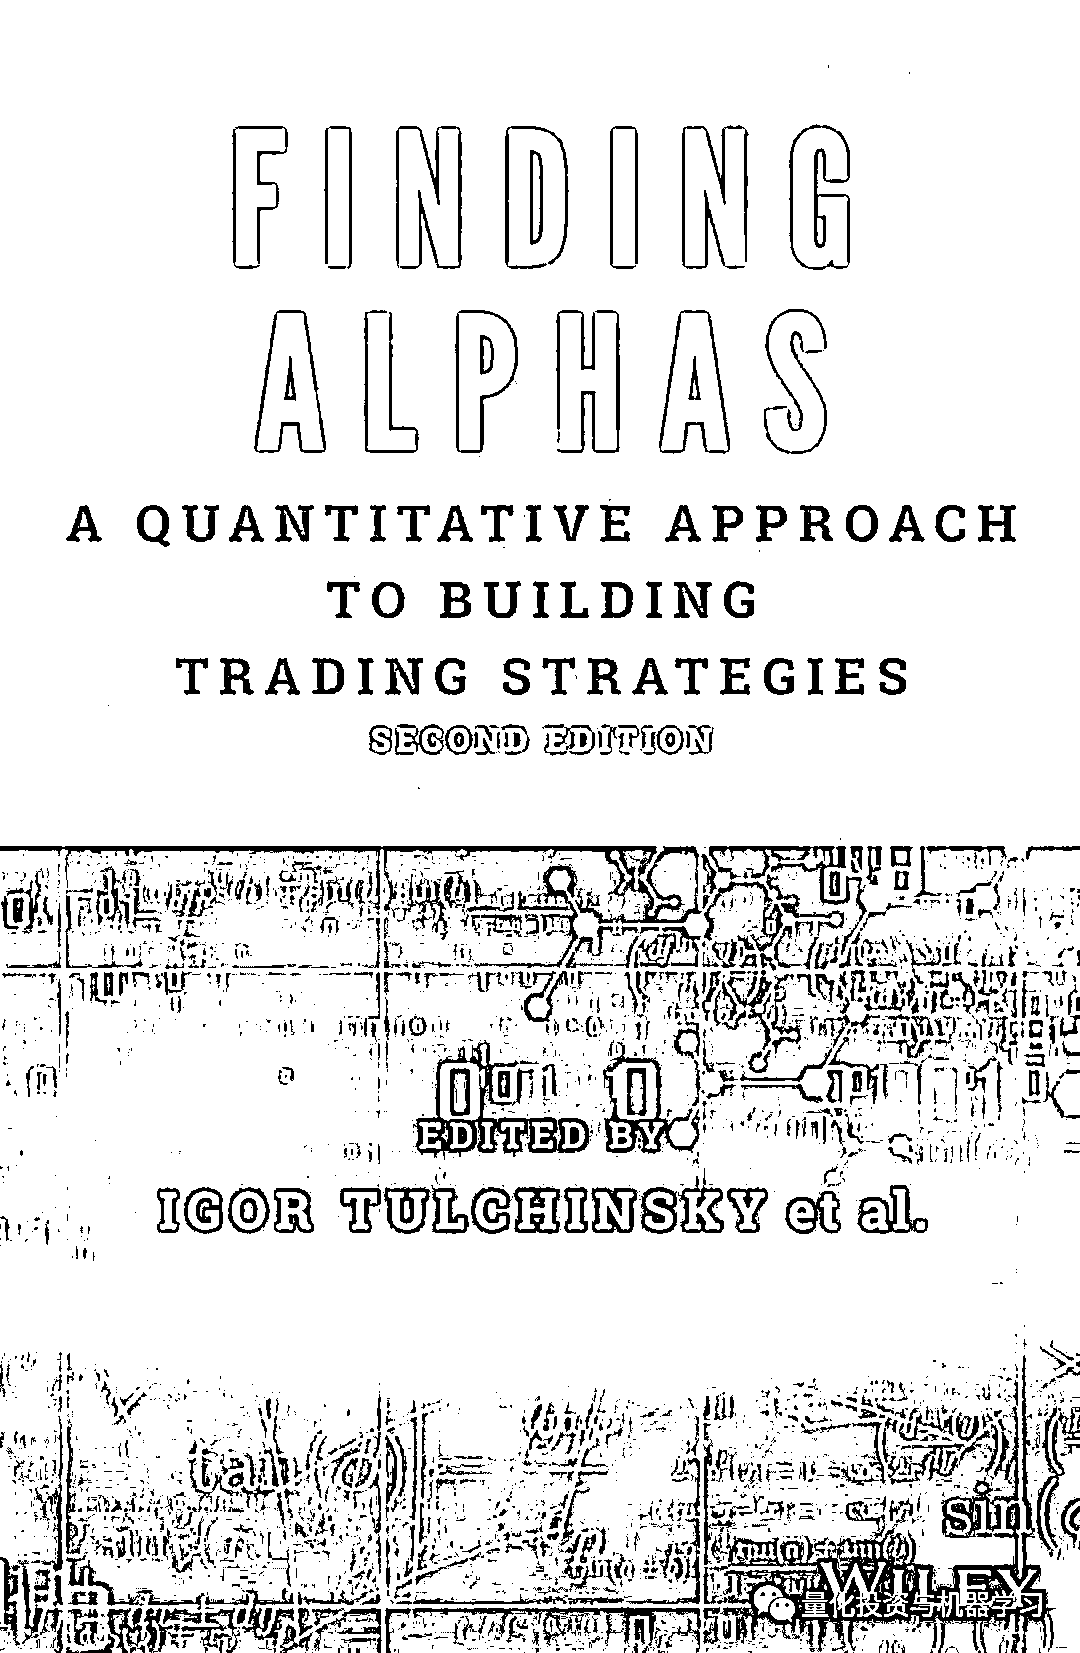 FINDING
ALPHAS
A QUANTITATIVE APPROACH
TO BUILDING
TRADING STRATEGIES
SECOND EDITION
EDITED BY
IGOR TULCHINSKY et al.
tan
sin(
WILEY
量化投资与机器学习